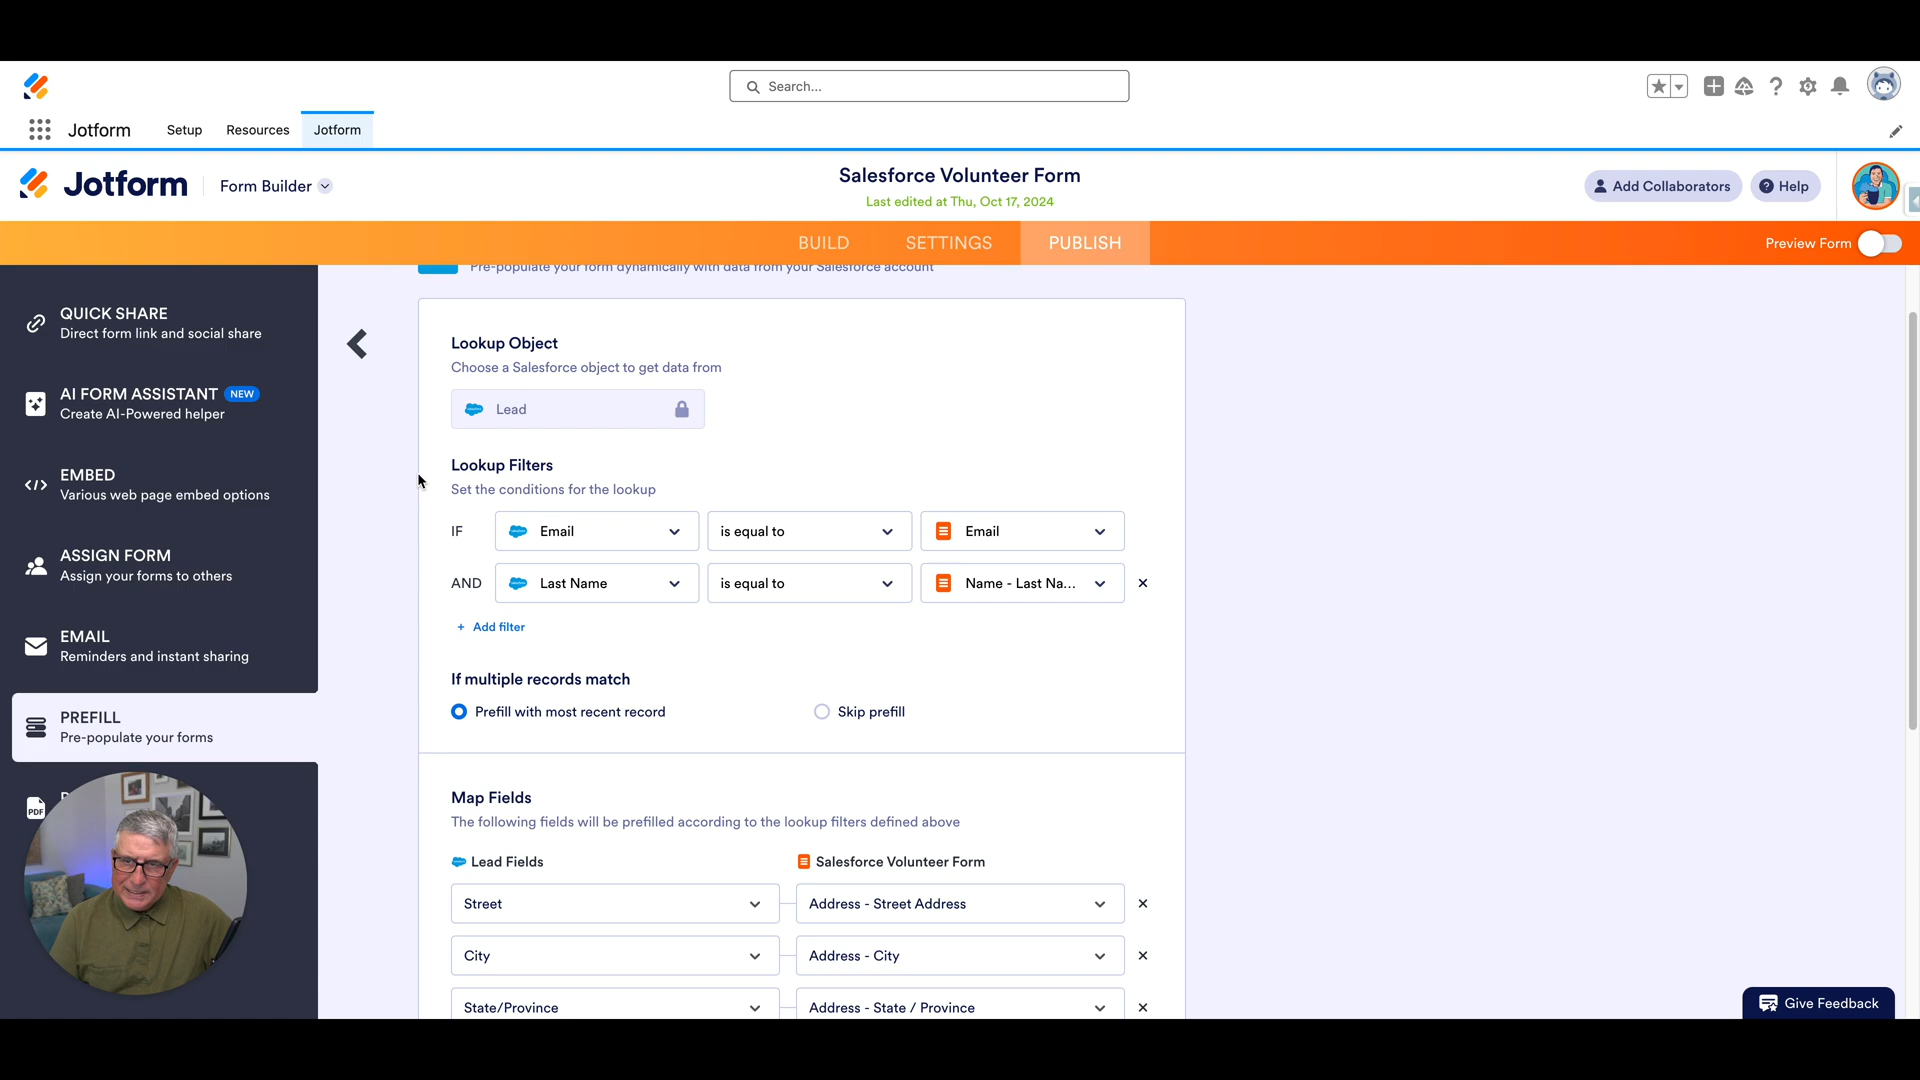 Search...
Jotform
Setup
Resources
Jotform
Jotform
Form Builder
Salesforce Volunteer Form
Last edited at Thu, Oct 17, 2024
Add Collaborators
Help
BUILD
SETTINGS
PUBLISH
Preview Form
QUICK SHARE
Direct form link and social share
AI FORM ASSISTANT NEW
Create AI-Powered helper
EMBED
Various web page embed options
ASSIGN FORM
Assign your forms to others
EMAIL
Reminders and instant sharing
PREFILL
Pre-populate your forms
PDF
Pre-populate your form dynamically with data from your Salesforce account
Lookup Object
Choose a Salesforce object to get data from
Lead
Lookup Filters
Set the conditions for the lookup
IF Email is equal to Email
AND Last Name is equal to Name - Last Na...
+ Add filter
If multiple records match
Prefill with most recent record
Skip prefill
Map Fields
The following fields will be prefilled according to the lookup filters defined above
Lead Fields
Salesforce Volunteer Form
Street
Address - Street Address
City
Address - City
State/Province
Address - State / Province
Give Feedback